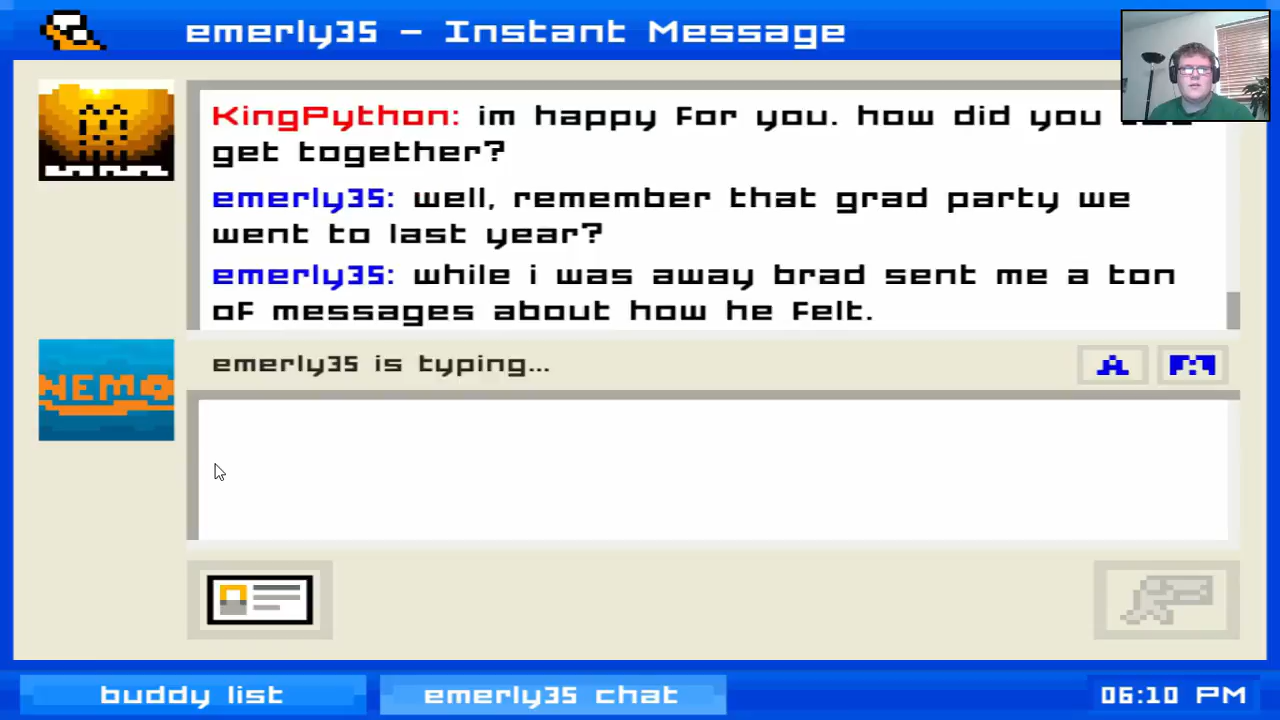 emerly35 - Instant Message
KingPython: im happy for you. how did you
get together?
emerly35: well, remember that grad party we
went to last year?
emerly35: while i was away brad sent me a ton
of messages about how he felt.
emerly35 is typing...
A
NEMO
buddy list
emerly35 chat
06:10 PM